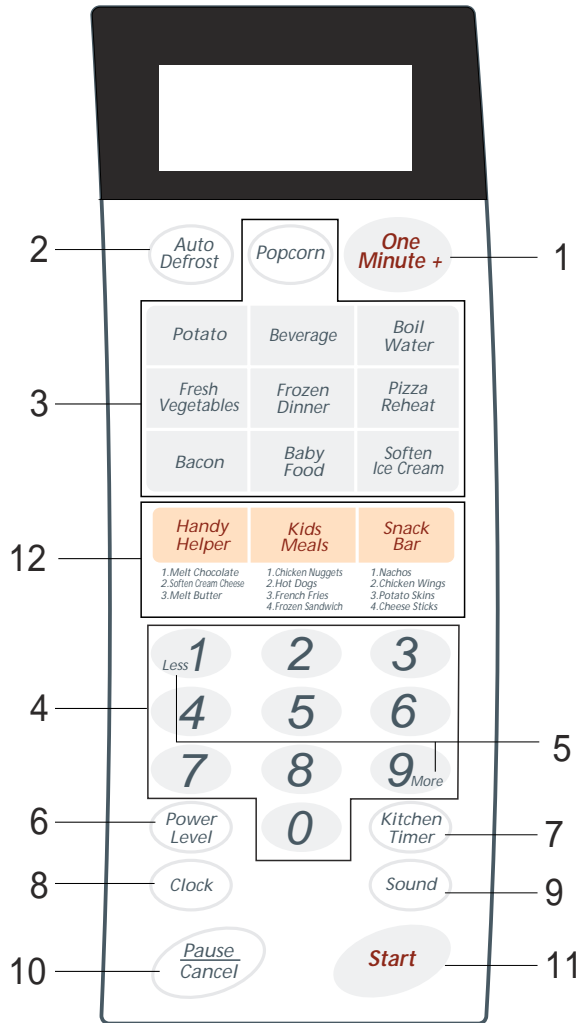 2
Auto
Defrost
Popcorn
One
Minute +
1
3
Potato
Beverage
Boil
Water
Fresh
Vegetables
Frozen
Dinner
Pizza
Reheat
Bacon
Baby
Food
Soften
Ice Cream
12
Handy
Helper
1.Melt Chocolate
2.Soften Cream Cheese
3.Melt Butter
Kids
Meals
1.Chicken Nuggets
2.Hot Dogs
3.French Fries
4.Frozen Sandwich
Snack
Bar
1.Nachos
2.Chicken Wings
3.Potato Skins
4.Cheese Sticks
4
Less 1
2
3
4
5
6
5
7
8
9 More
6
Power
Level
0
Kitchen
Timer
7
8
Clock
Sound
9
10
Pause
Cancel
Start
11